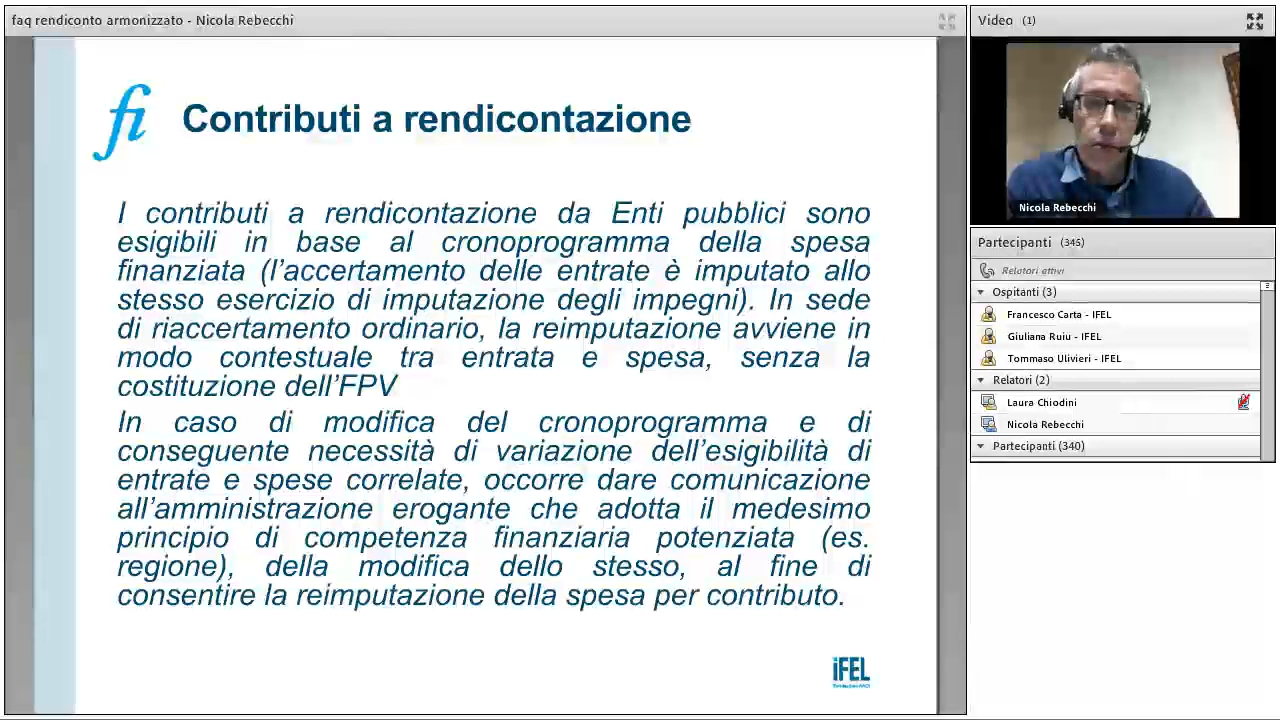 faq rendiconto armonizzato - Nicola Rebecchi
fi
Contributi a rendicontazione
I contributi a rendicontazione da Enti pubblici sono
esigibili in base al cronoprogramma della spesa
finanziata (l'accertamento delle entrate è imputato allo
stesso esercizio di imputazione degli impegni). In sede
di riaccertamento ordinario, la reimputazione avviene in
modo contestuale tra entrata e spesa, senza la
costituzione dell'FPV
In caso di modifica del cronoprogramma e di
conseguente necessità di variazione dell'esigibilità di
entrate e spese correlate, occorre dare comunicazione
all'amministrazione erogante che adotta il medesimo
principio di competenza finanziaria potenziata (es.
regione), della modifica dello stesso, al fine di
consentire la reimputazione della spesa per contributo.
iFEL
Fondazione ANCI
Video (1)
Nicola Rebecchi
Partecipanti (345)
Relatori attivi
Ospitanti (3)
Francesco Carta - IFEL
Giuliana Ruiu - IFEL
Tommaso Ulivieri - IFEL
Relatori (2)
Laura Chiodini
Nicola Rebecchi
Partecipanti (340)